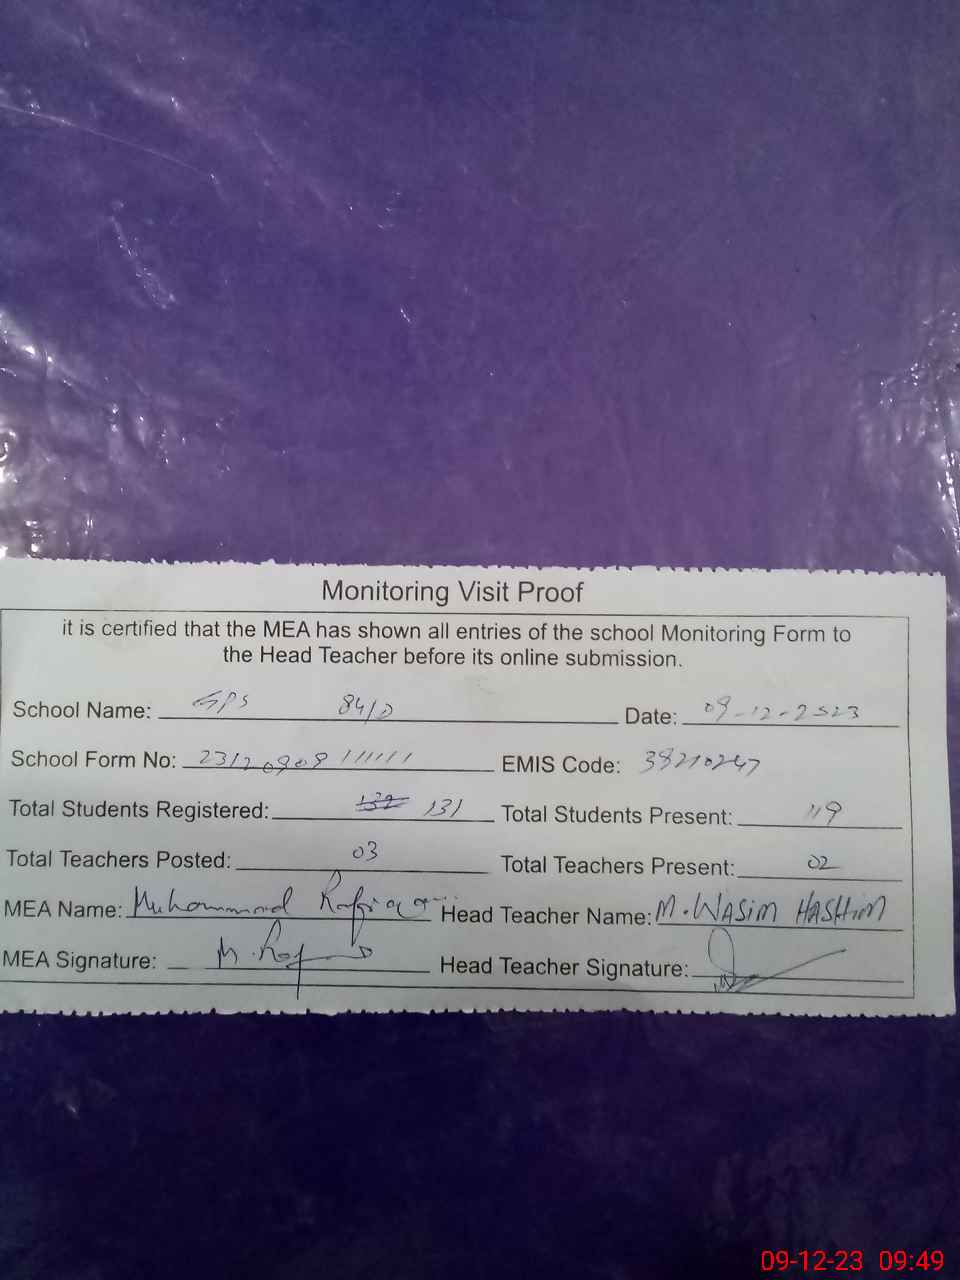 Monitoring Visit Proof
it is certified that the MEA has shown all entries of the school Monitoring Form to
the Head Teacher before its online submission.
School Name: GPS 84/D Date: 09-12-2023
School Form No: 23120909111111 EMIS Code: 38210247
Total Students Registered: 132 131 Total Students Present: 119
Total Teachers Posted: 03 Total Teachers Present: 02
MEA Name: Muhammad Head Teacher Name: M. WASIM HASHIM
MEA Signature: Head Teacher Signature:
09-12-23 09:49